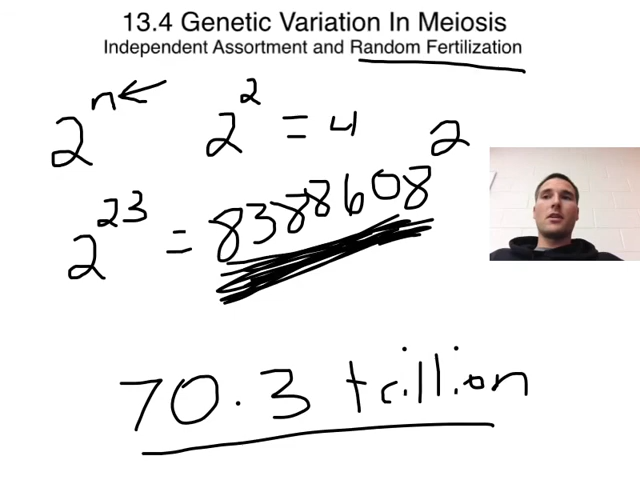 13.4 Genetic Variation In Meiosis
Independent Assortment and Random Fertilization
2^n ← 2^2 = 4
2^23 = 8388608^2
70.3 trillion